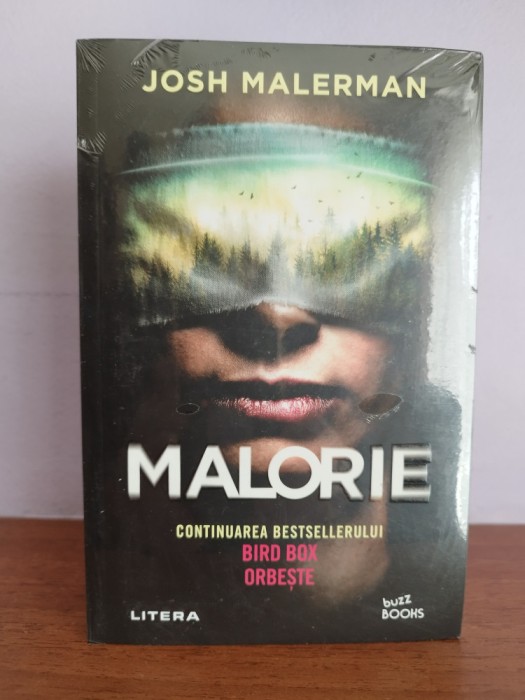 JOSH MALERMAN
MALORIE
CONTINUAREA BESTSELLERULUI
BIRD BOX
ORBEȘTE
LITERA
buzz
BOOKS